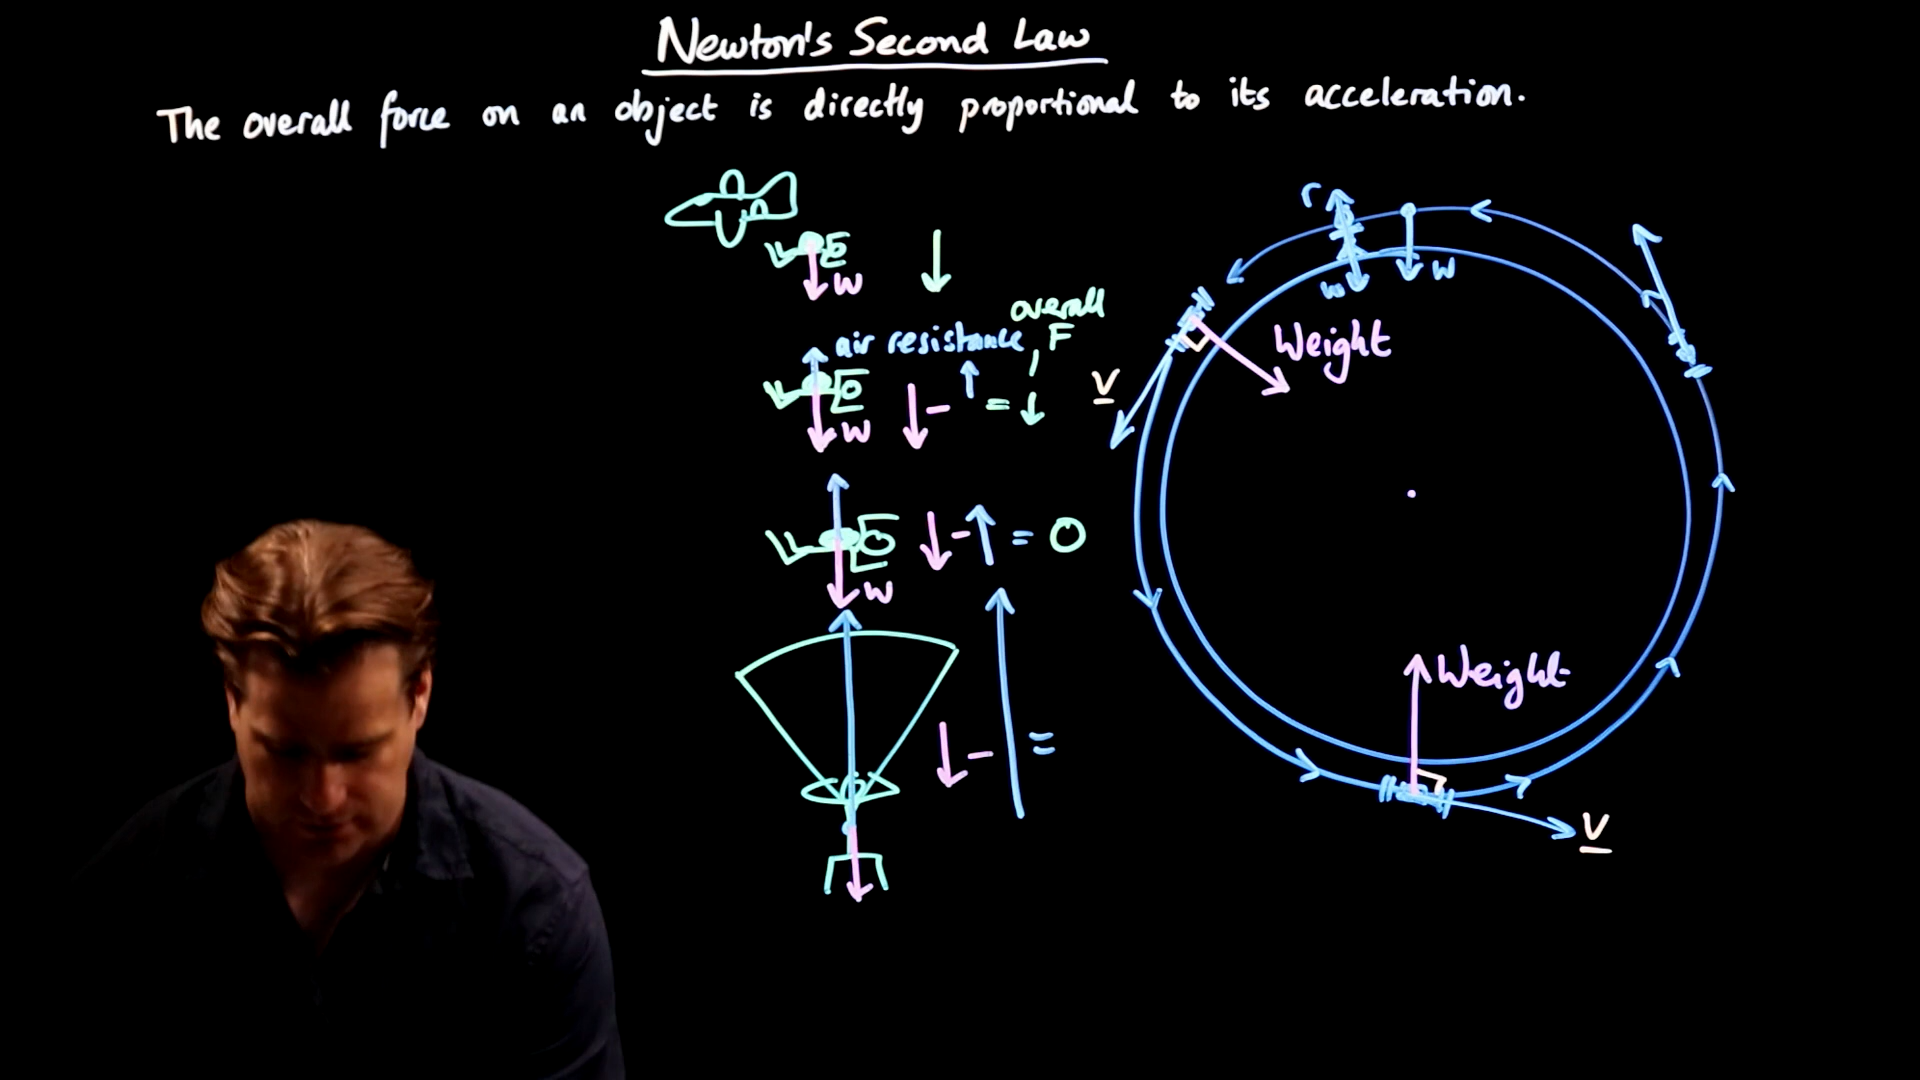 Newton's Second Law
The overall force on an object is directly proportional to its acceleration.
r
W
W
W
overall
air resistance, F
Weight
V
W
= 
W
- = 0
Weight
- =
V